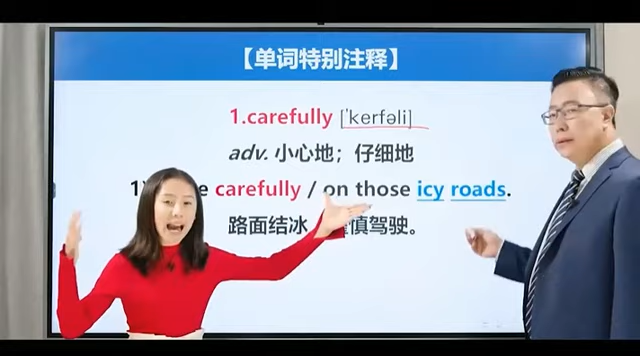 【单词特别注释】
1.carefully [ˈkerfəli]
adv. 小心地；仔细地
carefully / on those icy roads.
路面结冰 慎驾驶。